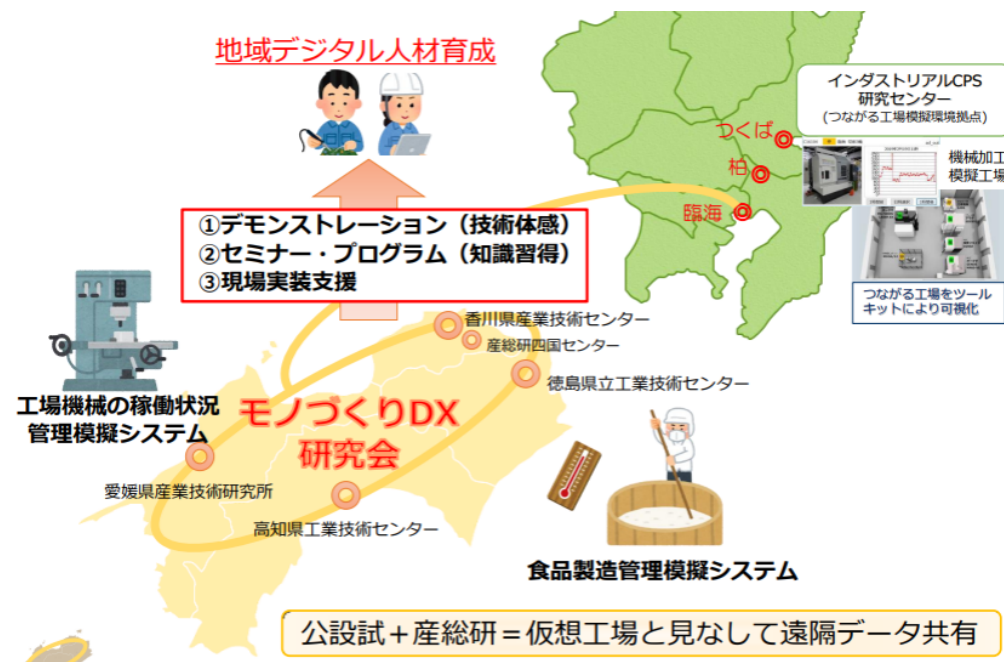 地域デジタル人材育成
インダストリアルCPS
研究センター
(つながる工場模擬環境拠点)
つくば
柏
臨海
機械加工
模擬工場
つながる工場をツール
キットにより可視化
①デモンストレーション（技術体感）
②セミナー・プログラム（知識習得）
③現場実装支援
香川県産業技術センター
産総研四国センター
徳島県立工業技術センター
工場機械の稼働状況
管理模擬システム
モノづくりDX
研究会
愛媛県産業技術研究所
高知県工業技術センター
食品製造管理模擬システム
公設試＋産総研＝仮想工場と見なして遠隔データ共有